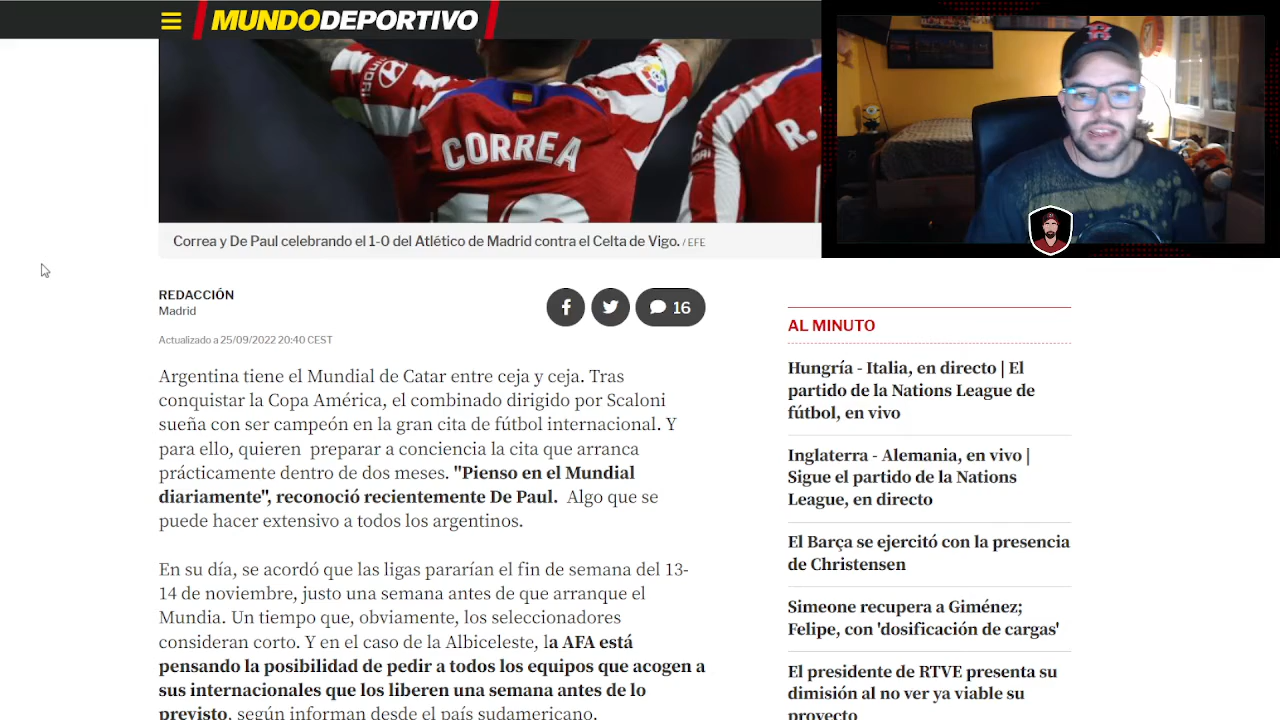 MUNDODEPORTIVO
HYUNDAI
CORREA
10
R.
Correa y De Paul celebrando el 1-0 del Atlético de Madrid contra el Celta de Vigo. / EFE
REDACCIÓN
Madrid
16
Actualizado a 25/09/2022 20:40 CEST
Argentina tiene el Mundial de Catar entre ceja y ceja. Tras
conquistar la Copa América, el combinado dirigido por Scaloni
sueña con ser campeón en la gran cita de fútbol internacional. Y
para ello, quieren preparar a conciencia la cita que arranca
prácticamente dentro de dos meses. "Pienso en el Mundial
diariamente", reconoció recientemente De Paul. Algo que se
puede hacer extensivo a todos los argentinos.
En su día, se acordó que las ligas pararían el fin de semana del 13-
14 de noviembre, justo una semana antes de que arranque el
Mundia. Un tiempo que, obviamente, los seleccionadores
consideran corto. Y en el caso de la Albiceleste, la AFA está
pensando la posibilidad de pedir a todos los equipos que acogen a
sus internacionales que los liberen una semana antes de lo
previsto, según informan desde el país sudamericano.
AL MINUTO
Hungría - Italia, en directo | El
partido de la Nations League de
fútbol, en vivo
Inglaterra - Alemania, en vivo |
Sigue el partido de la Nations
League, en directo
El Barça se ejercitó con la presencia
de Christensen
Simeone recupera a Giménez;
Felipe, con 'dosificación de cargas'
El presidente de RTVE presenta su
dimisión al no ver ya viable su
proyecto